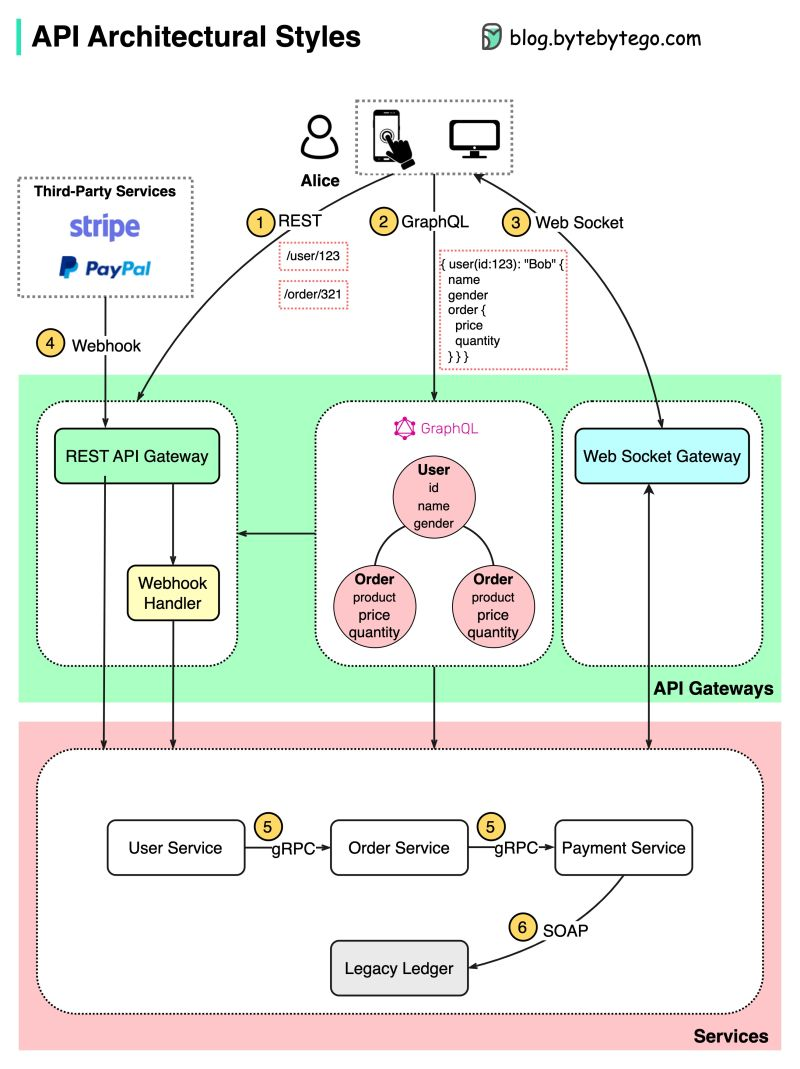 API Architectural Styles
blog.bytebytego.com
Alice
Third-Party Services
stripe
PayPal
1 REST
/user/123
/order/321
2 GraphQL
{ user(id:123): "Bob" {
name
gender
order {
price
quantity
} } }
3 Web Socket
4 Webhook
REST API Gateway
Webhook
Handler
GraphQL
User
id
name
gender
Order
product
price
quantity
Order
product
price
quantity
Web Socket Gateway
API Gateways
User Service
5
gRPC
Order Service
5
gRPC
Payment Service
6 SOAP
Legacy Ledger
Services